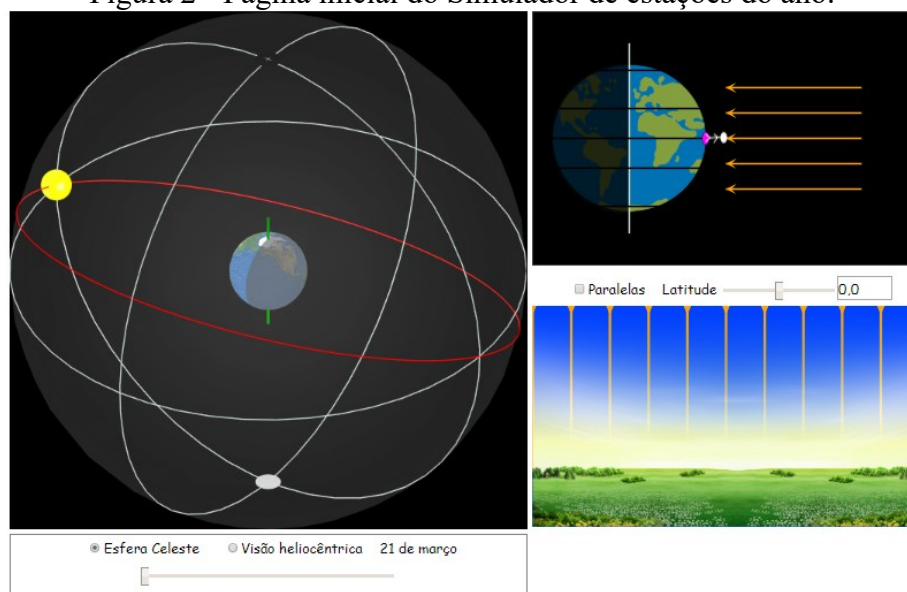 Figura 2 - Página inicial do Simulador de estações do ano.
Paralelas Latitude 0,0
Esfera Celeste Visão heliocêntrica 21 de março